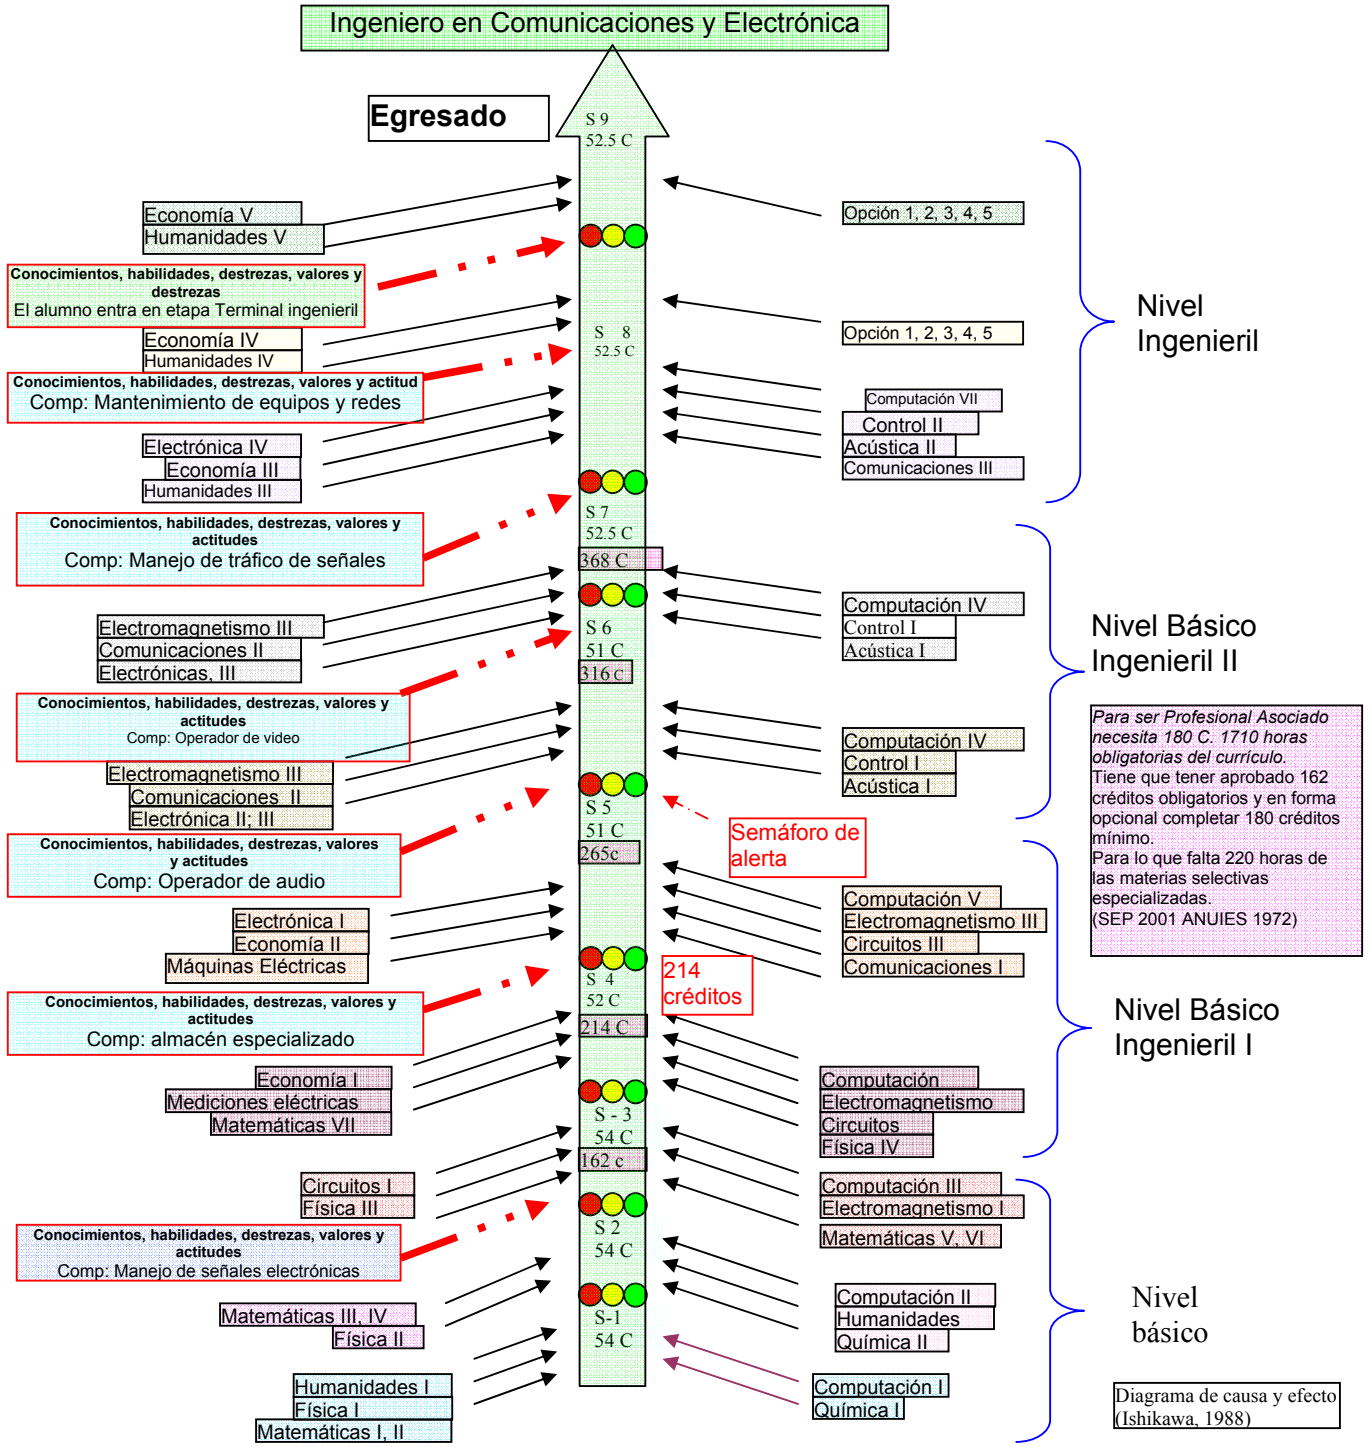 Ingeniero en Comunicaciones y Electrónica
Egresado
S 9
52.5 C
Economía V
Humanidades V
Opción 1, 2, 3, 4, 5
Conocimientos, habilidades, destrezas, valores y
destrezas
El alumno entra en etapa Terminal ingenieril
Nivel
Ingenieril
Economía IV
Humanidades IV
S 8
52.5 C
Opción 1, 2, 3, 4, 5
Conocimientos, habilidades, destrezas, valores y actitud
Comp: Mantenimiento de equipos y redes
Computación VII
Control II
Acústica II
Comunicaciones III
Electrónica IV
Economía III
Humanidades III
S 7
52.5 C
368 C
Conocimientos, habilidades, destrezas, valores y
actitudes
Comp: Manejo de tráfico de señales
Computación IV
Control I
Acústica I
Nivel Básico
Ingenieril II
Electromagnetismo III
Comunicaciones II
Electrónicas, III
S 6
51 C
316 c
Conocimientos, habilidades, destrezas, valores y
actitudes
Comp: Operador de video
Para ser Profesional Asociado
necesita 180 C. 1710 horas
obligatorias del currículo.
Tiene que tener aprobado 162
créditos obligatorios y en forma
opcional completar 180 créditos
mínimo.
Para lo que falta 220 horas de
las materias selectivas
especializadas.
(SEP 2001 ANUIES 1972)
Computación IV
Control I
Acústica I
Electromagnetismo III
Comunicaciones II
Electrónica II; III
S 5
51 C
265c
Semáforo de
alerta
Conocimientos, habilidades, destrezas, valores
y actitudes
Comp: Operador de audio
Computación V
Electromagnetismo III
Circuitos III
Comunicaciones I
Electrónica I
Economía II
Máquinas Eléctricas
S 4
52 C
214 C
214
créditos
Conocimientos, habilidades, destrezas, valores y
actitudes
Comp: almacén especializado
Nivel Básico
Ingenieril I
Economía I
Mediciones eléctricas
Matemáticas VII
Computación
Electromagnetismo
Circuitos
Física IV
S - 3
54 C
162 c
Circuitos I
Física III
Computación III
Electromagnetismo I
Matemáticas V, VI
Conocimientos, habilidades, destrezas, valores y
actitudes
Comp: Manejo de señales electrónicas
S 2
54 C
Matemáticas III, IV
Física II
Computación II
Humanidades
Química II
Nivel
básico
S-1
54 C
Humanidades I
Física I
Matemáticas I, II
Computación I
Química I
Diagrama de causa y efecto
(Ishikawa, 1988)